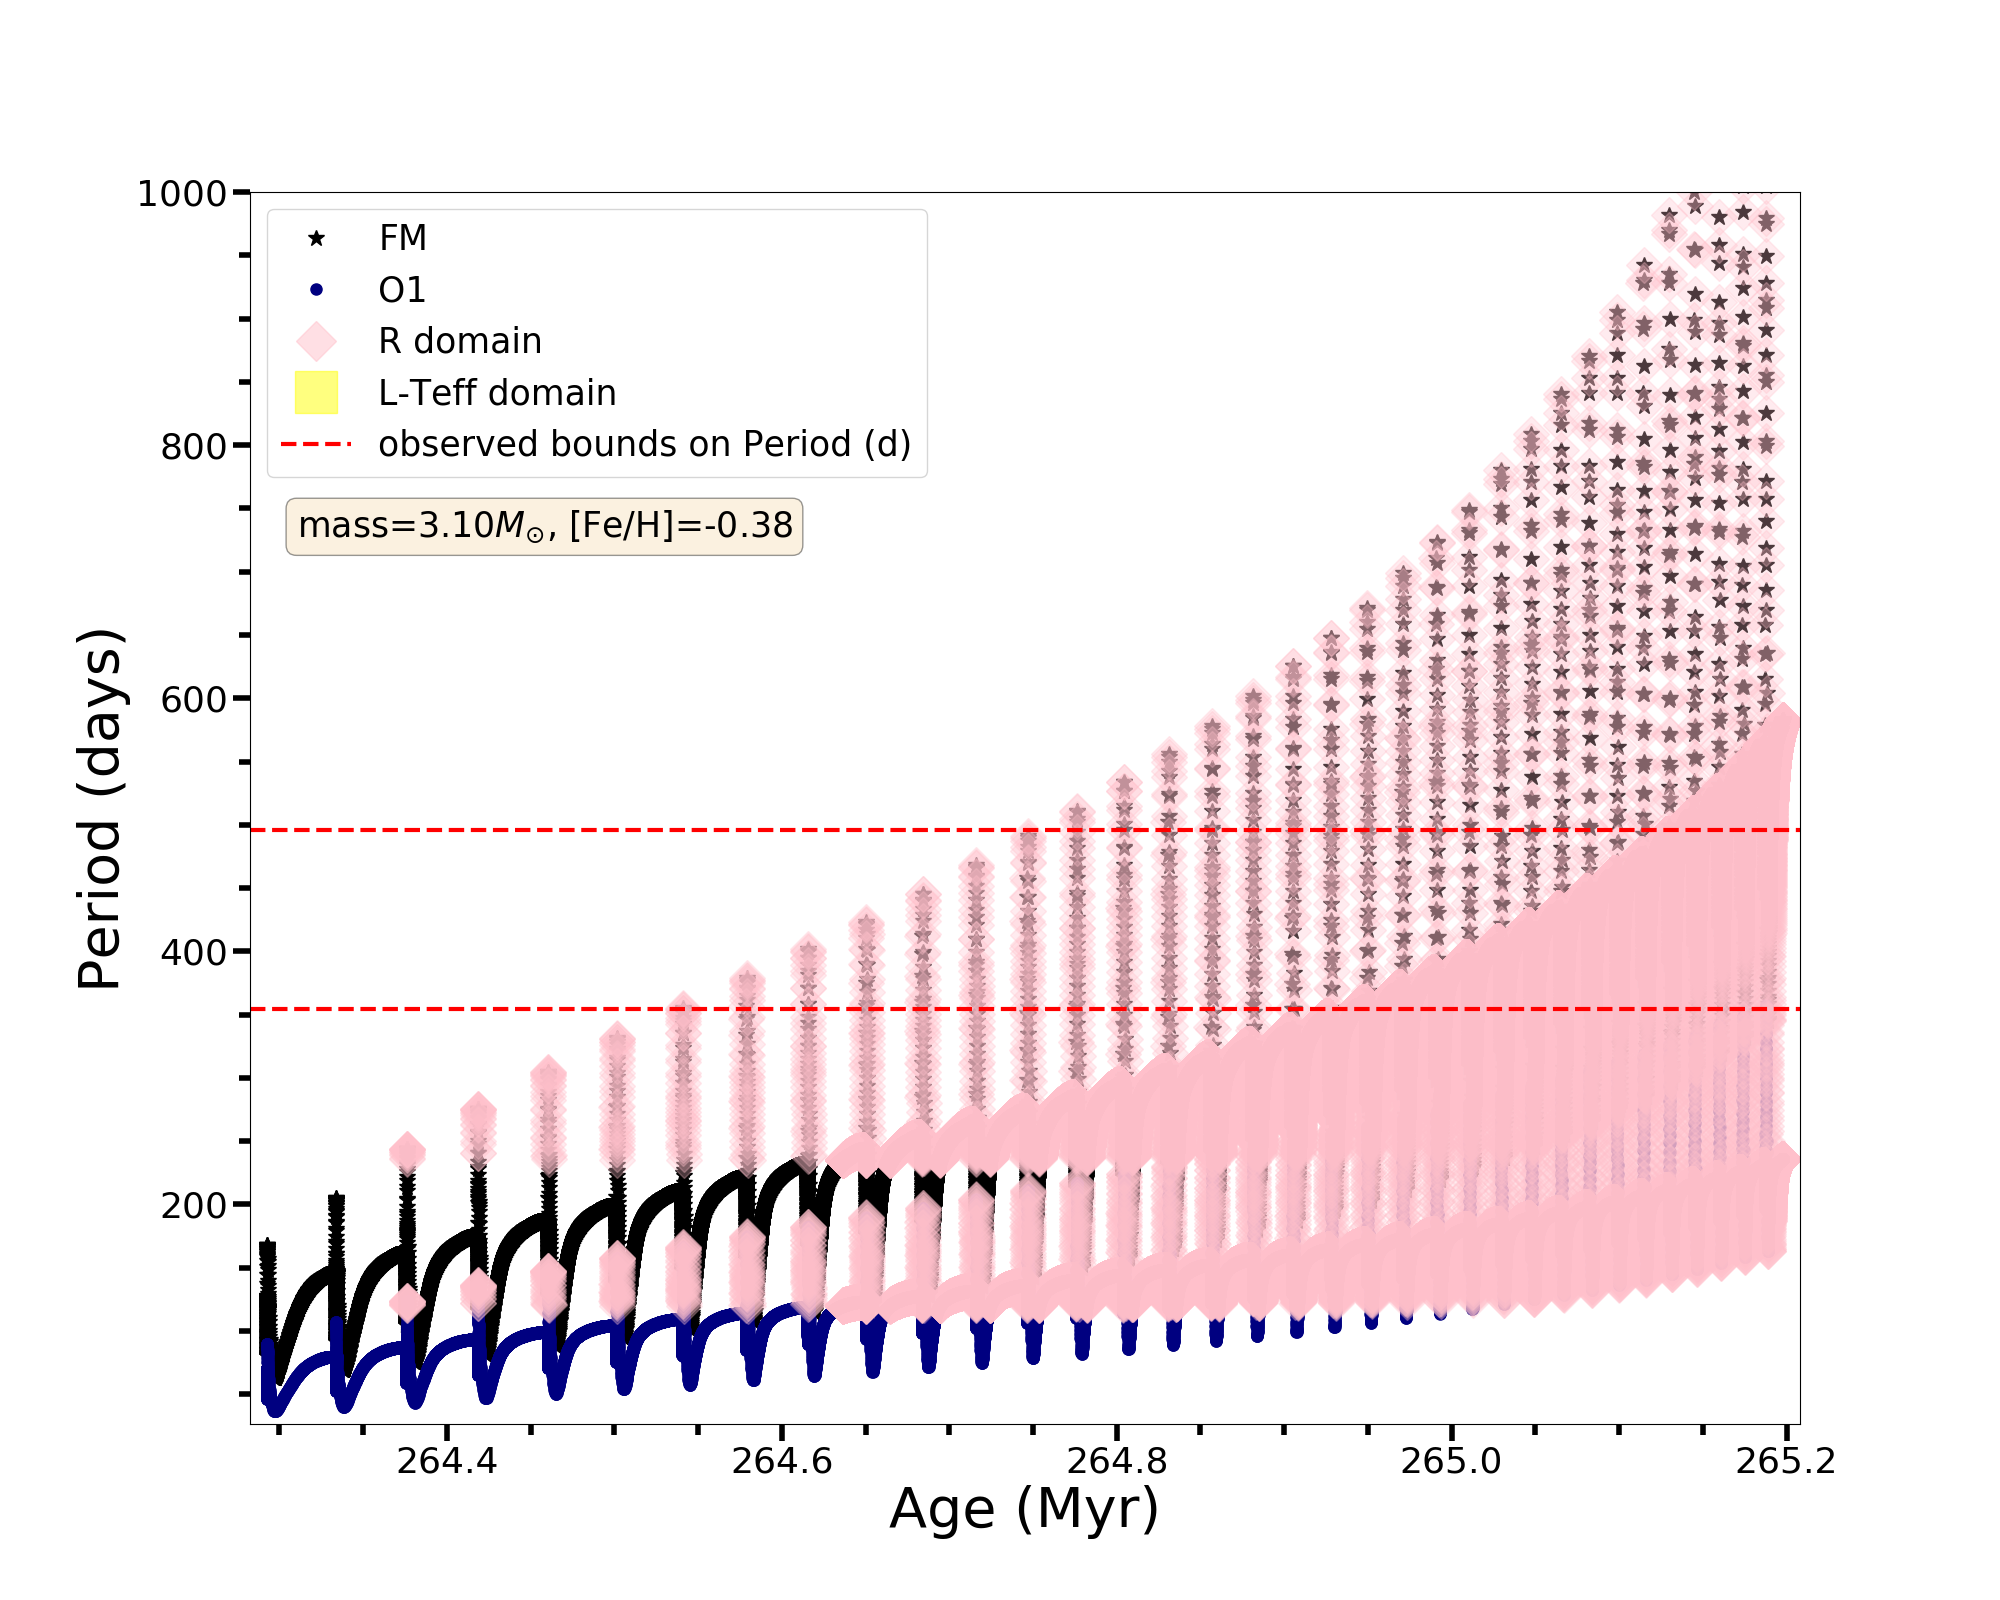 1000
800
600
400
200
Period (days)
FM
O1
R domain
L-Teff domain
observed bounds on Period (d)
mass=3.10M⊙, [Fe/H]=-0.38
264.4 264.6 264.8 265.0 265.2
Age (Myr)